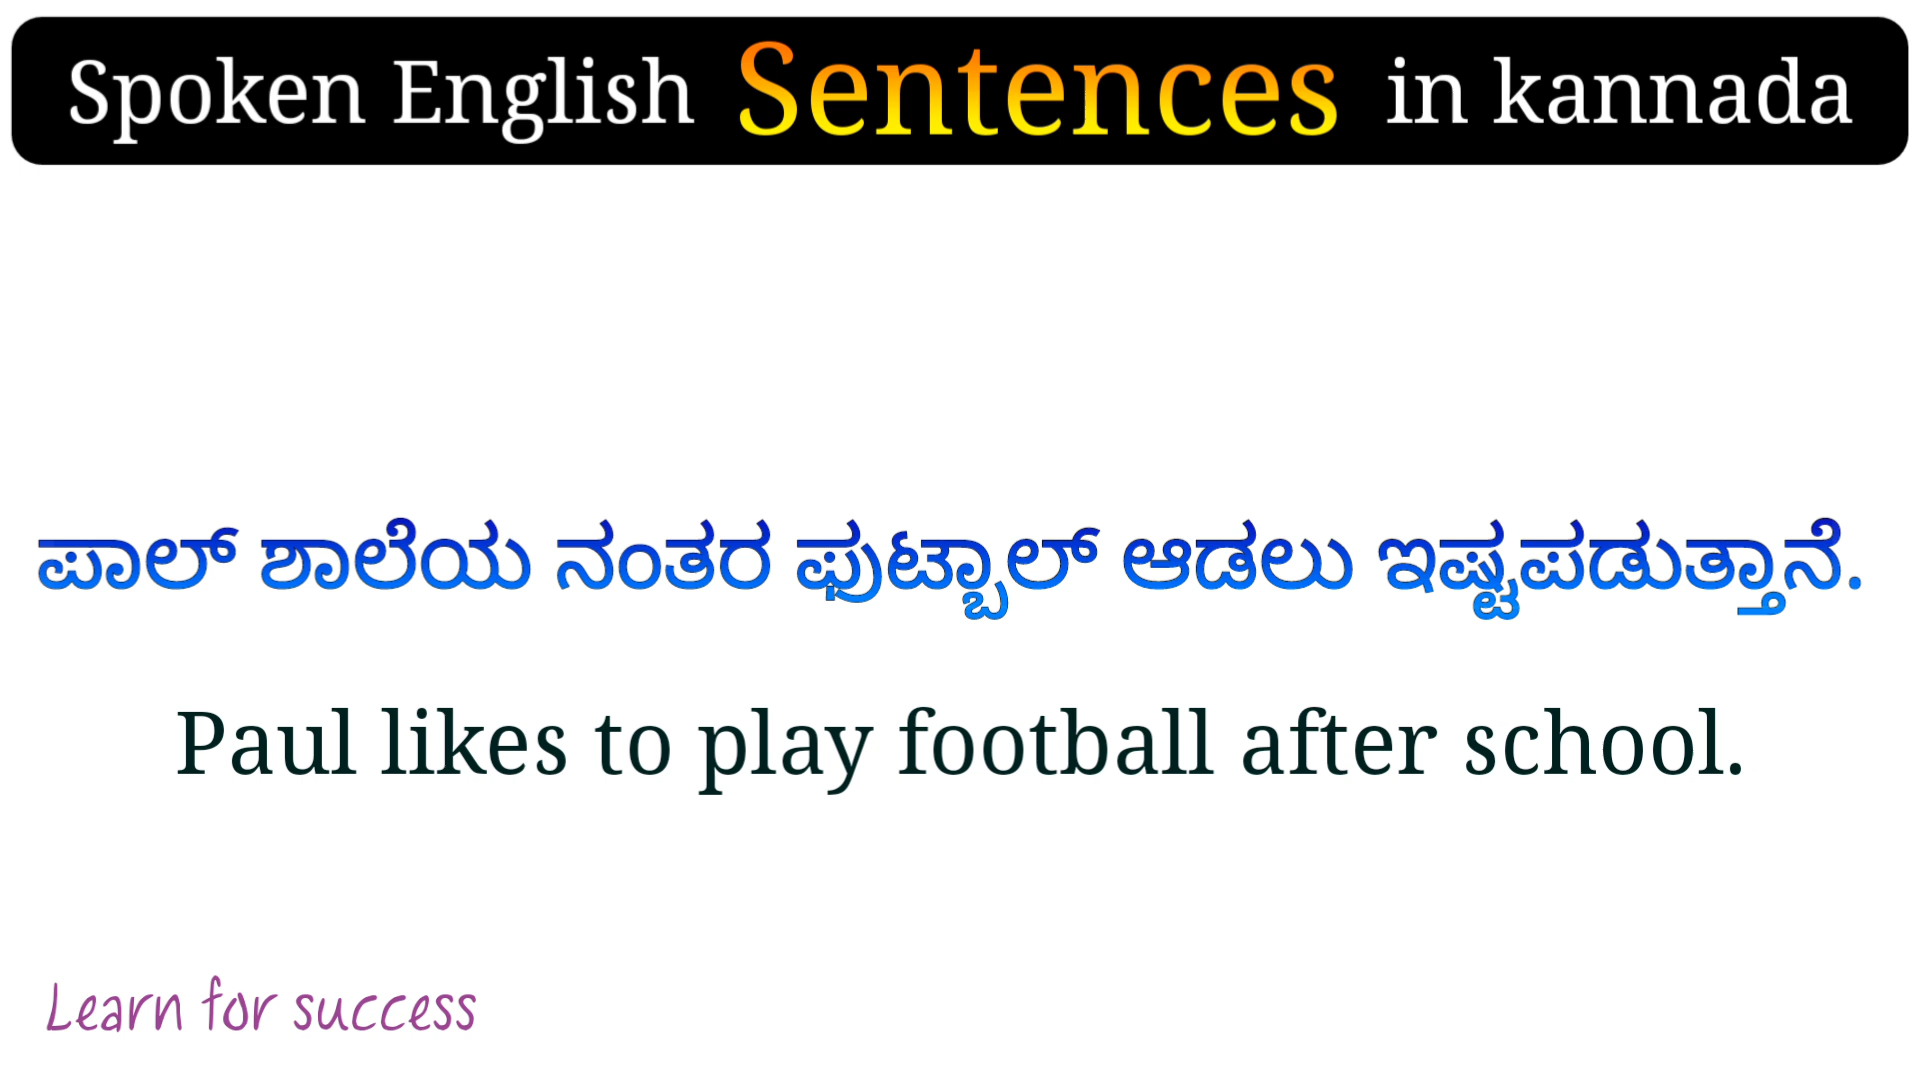 Spoken English Sentences in kannada
ಪಾಲ್ ಶಾಲೆಯ ನಂತರ ಫುಟ್ಬಾಲ್ ಆಡಲು ಇಷ್ಟಪಡುತ್ತಾನೆ.
Paul likes to play football after school.
Learn for success